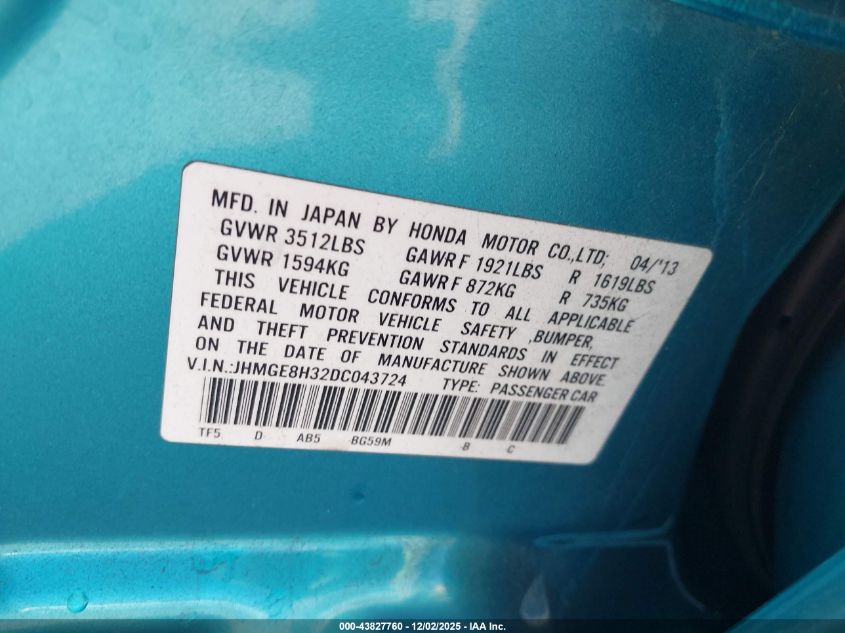 MFD. IN JAPAN BY HONDA MOTOR CO.,LTD; 04/'13
GVWR 3512LBS GAWR F 1921LBS R 1619LBS
GVWR 1594KG GAWR F 872KG R 735KG
THIS VEHICLE CONFORMS TO ALL APPLICABLE
FEDERAL MOTOR VEHICLE SAFETY ,BUMPER,
AND THEFT PREVENTION STANDARDS IN EFFECT
ON THE DATE OF MANUFACTURE SHOWN ABOVE.
V.I.N.:JHMGE8H32DC043724 TYPE: PASSENGER CAR
TF5 D AB5 BG59M B C
000-43827760 - 12/02/2025 - IAA Inc.